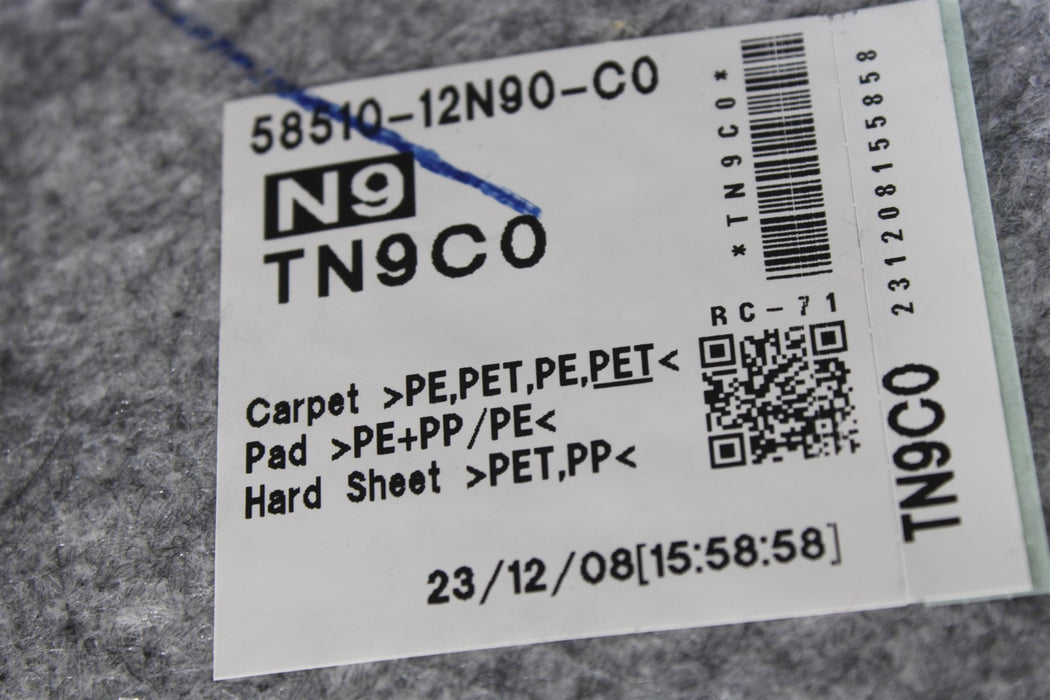 58510-12N90-C0
N9
TN9C0
Carpet >PE,PET,PE,PET<
Pad >PE+PP/PE<
Hard Sheet >PET,PP<
23/12/08[15:58:58]
*TN9C0*
RC-71
231208155858
TN9C0